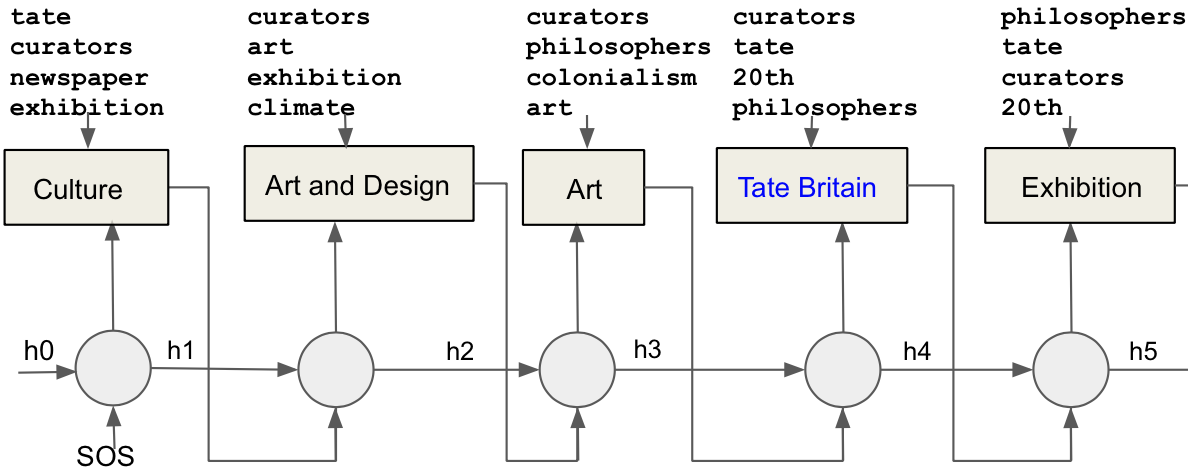 tate
curators
newspaper
exhibition
curators
art
exhibition
climate
curators
philosophers
colonialism
art
curators
tate
20th
philosophers
philosophers
tate
curators
20th
Culture
Art and Design
Art
Tate Britain
Exhibition
h0
h1
h2
h3
h4
h5
SOS